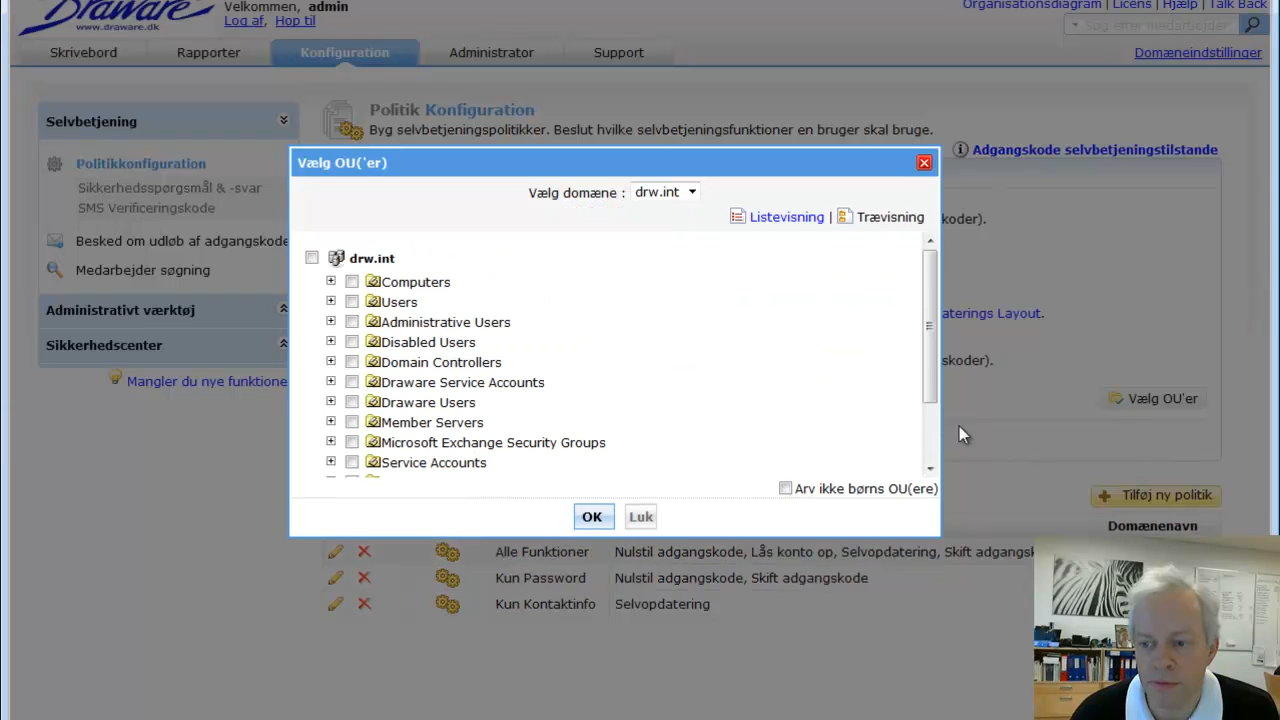 Draware
www.draware.dk
Velkommen, admin
Log af, Hop til
Organisationsdiagram | Licens | Hjælp | Talk Back
Søg efter medarbejder
Skrivebord
Rapporter
Konfiguration
Administrator
Support
Domæneindstillinger
Selvbetjening
Politikkonfiguration
Sikkerhedsspørgsmål & -svar
SMS Verificeringskode
Besked om udløb af adgangskode
Medarbejder søgning
Administrativt værktøj
Sikkerhedscenter
Mangler du nye funktione
Politik Konfiguration
Byg selvbetjeningspolitikker. Beslut hvilke selvbetjeningsfunktioner en bruger skal bruge.
Adgangskode selvbetjeningstilstande
koder).
aterings Layout.
skoder).
Vælg OU'er
Vælg OU('er)
Vælg domæne : drw.int
Listevisning | Trævisning
drw.int
Computers
Users
Administrative Users
Disabled Users
Domain Controllers
Draware Service Accounts
Draware Users
Member Servers
Microsoft Exchange Security Groups
Service Accounts
Arv ikke børns OU(ere)
OK
Luk
Tilføj ny politik
Domænenavn
Alle Funktioner Nulstil adgangskode, Lås konto op, Selvopdatering, Skift adgangsk
Kun Password Nulstil adgangskode, Skift adgangskode
Kun Kontaktinfo Selvopdatering